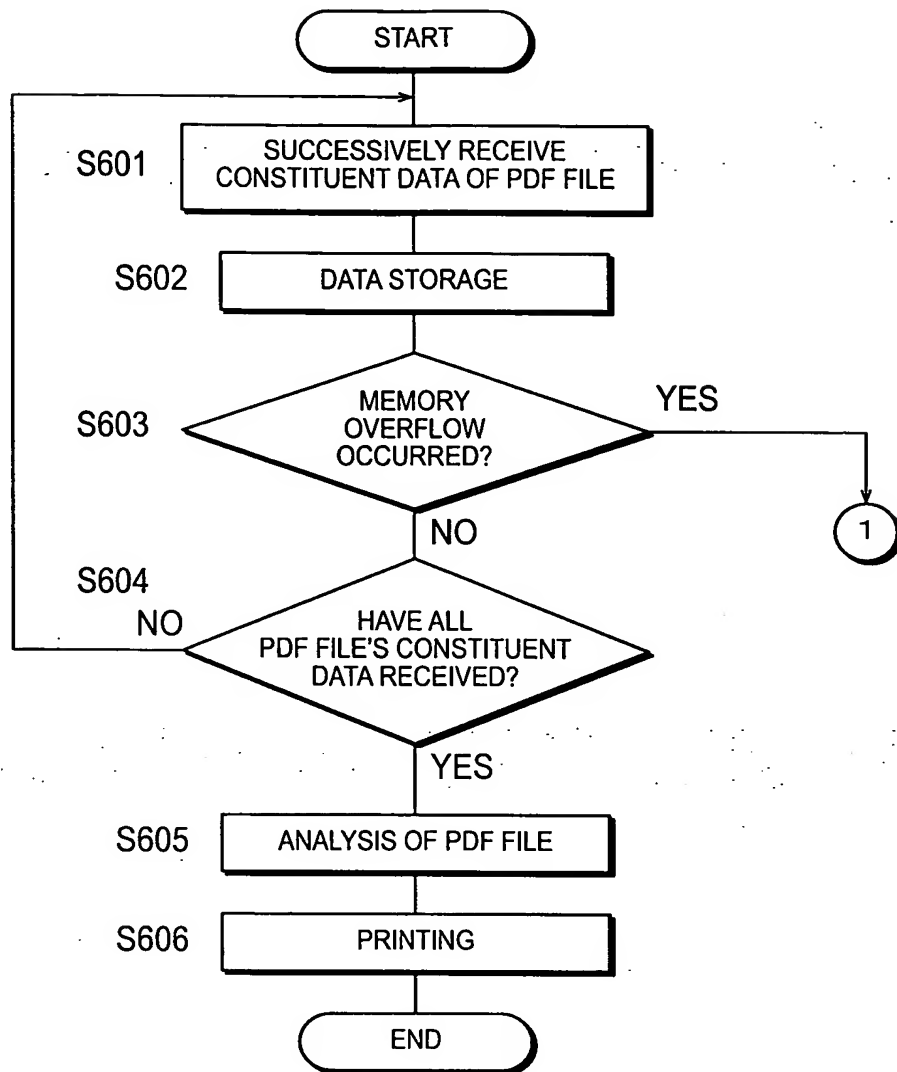 START
S601
SUCCESSIVELY RECEIVE
CONSTITUENT DATA OF PDF FILE
S602
DATA STORAGE
S603
MEMORY
OVERFLOW
OCCURRED?
YES
1
NO
S604
NO
HAVE ALL
PDF FILE'S CONSTITUENT
DATA RECEIVED?
YES
S605
ANALYSIS OF PDF FILE
S606
PRINTING
END